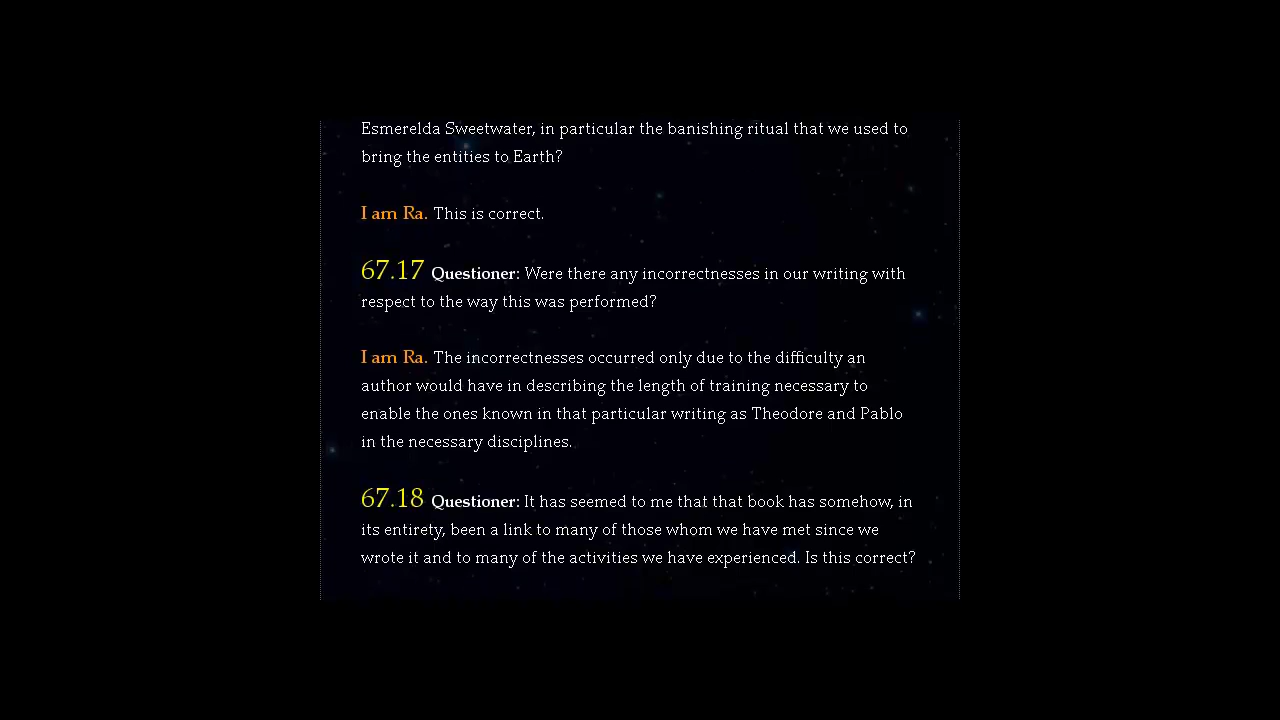 Esmerelda Sweetwater, in particular the banishing ritual that we used to
bring the entities to Earth?
I am Ra. This is correct.
67.17 Questioner: Were there any incorrectnesses in our writing with
respect to the way this was performed?
I am Ra. The incorrectnesses occurred only due to the difficulty an
author would have in describing the length of training necessary to
enable the ones known in that particular writing as Theodore and Pablo
in the necessary disciplines.
67.18 Questioner: It has seemed to me that that book has somehow, in
its entirety, been a link to many of those whom we have met since we
wrote it and to many of the activities we have experienced. Is this correct?